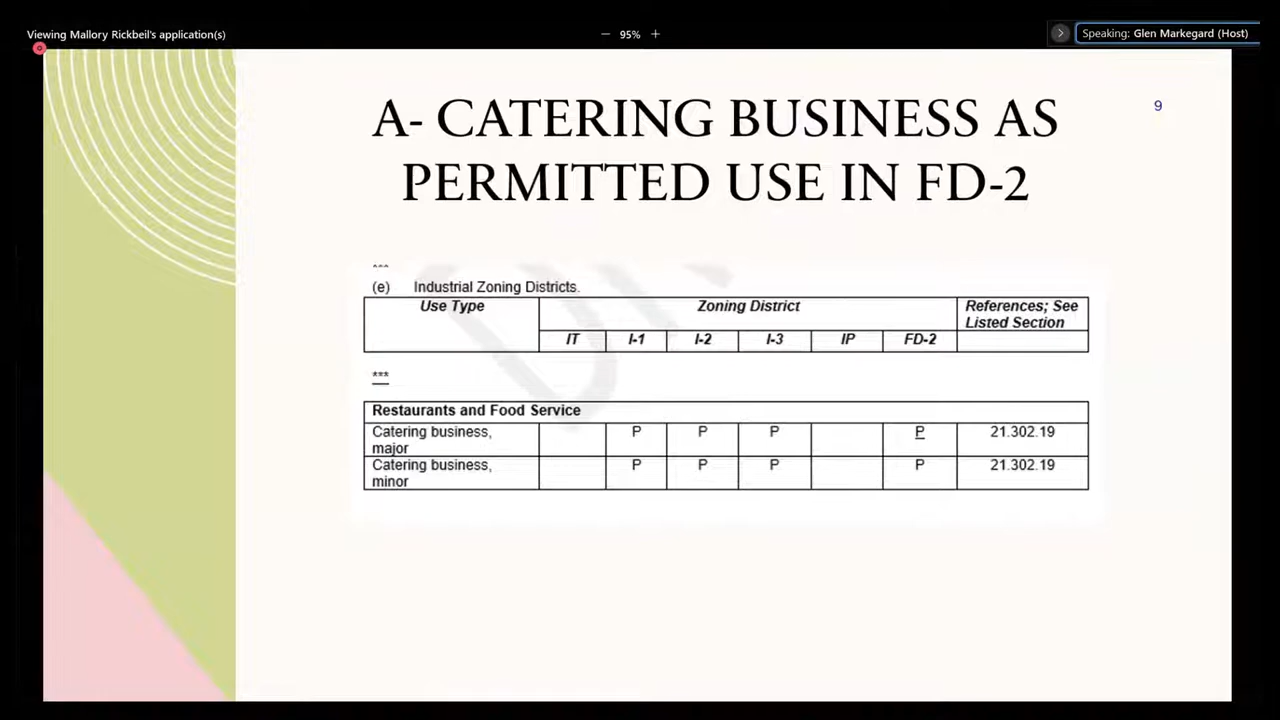 Viewing Mallory Rickbeil's application(s)
— 95% +
Speaking: Glen Markegard (Host)
A- CATERING BUSINESS AS
PERMITTED USE IN FD-2
9
***
(e) Industrial Zoning Districts.
Use Type Zoning District References; See
Listed Section
IT I-1 I-2 I-3 IP FD-2
***
Restaurants and Food Service
Catering business,
major P P P P 21.302.19
Catering business,
minor P P P P 21.302.19